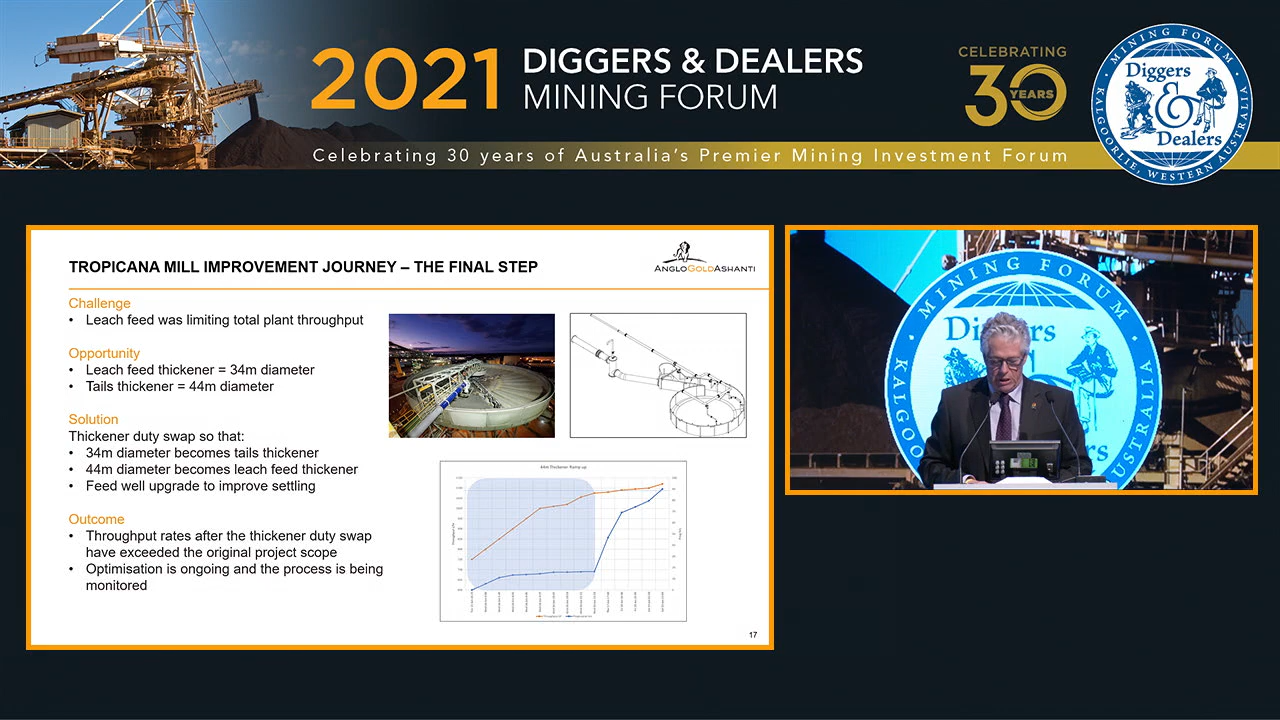 2021 DIGGERS & DEALERS
MINING FORUM
CELEBRATING
30 YEARS
Celebrating 30 years of Australia's Premier Mining Investment Forum
MINING FORUM
Diggers
&
Dealers
KALGOORLIE, WESTERN AUSTRALIA
TROPICANA MILL IMPROVEMENT JOURNEY – THE FINAL STEP
ANGLOGOLDASHANTI
Challenge
• Leach feed was limiting total plant throughput
Opportunity
• Leach feed thickener = 34m diameter
• Tails thickener = 44m diameter
Solution
Thickener duty swap so that:
• 34m diameter becomes tails thickener
• 44m diameter becomes leach feed thickener
• Feed well upgrade to improve settling
Outcome
• Throughput rates after the thickener duty swap
have exceeded the original project scope
• Optimisation is ongoing and the process is being
monitored
44m Thickener Ramp up
17
MINING FORUM